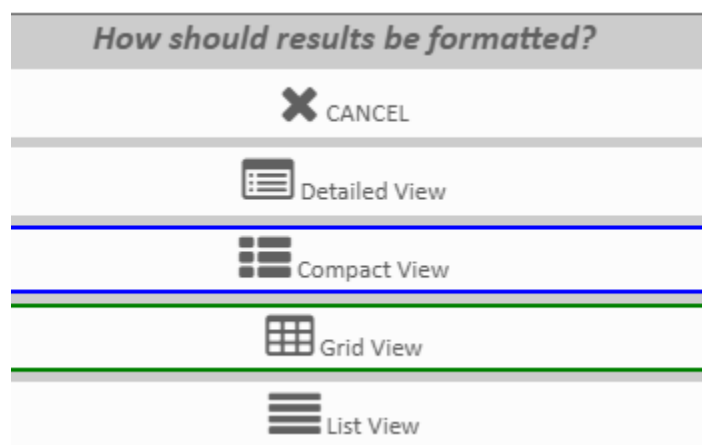 How should results be formatted?
CANCEL
Detailed View
Compact View
Grid View
List View